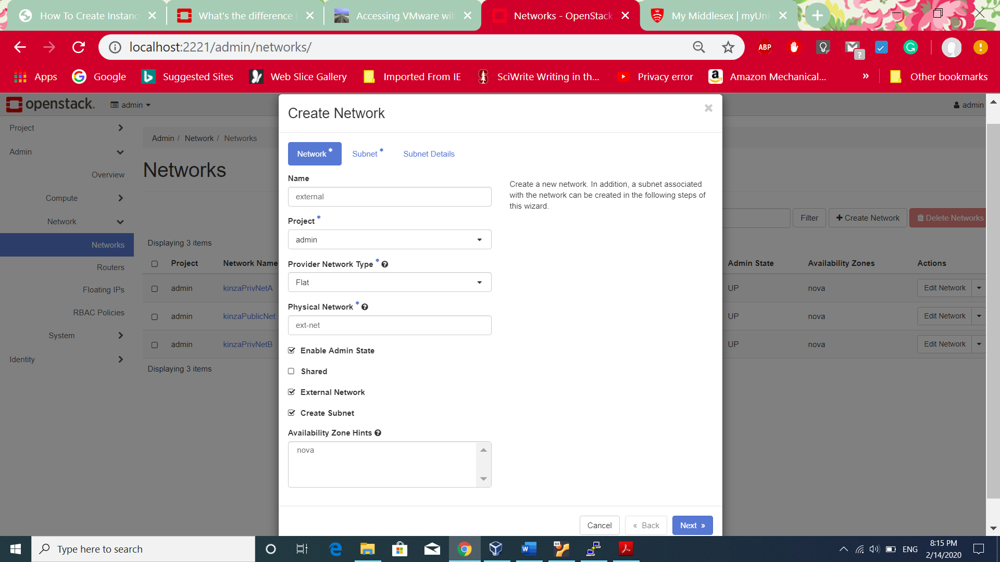 How To Create Instanc
What's the difference
Accessing VMware wit
Networks - OpenStack
My Middlesex | myUni
localhost:2221/admin/networks/
ABP
?
Apps
Google
Suggested Sites
Web Slice Gallery
Imported From IE
SciWrite Writing in th...
Privacy error
Amazon Mechanical...
»
Other bookmarks
openstack.
admin
admin
Project
Admin
Overview
Compute
Network
Networks
Routers
Floating IPs
RBAC Policies
System
Identity
Admin / Network / Networks
Networks
Filter
+ Create Network
Delete Networks
Displaying 3 items
Project Network Name Admin State Availability Zones Actions
admin kinzaPrivNetA UP nova Edit Network
admin kinzaPublicNet UP nova Edit Network
admin kinzaPrivNetB UP nova Edit Network
Displaying 3 items
Create Network
×
Network *
Subnet *
Subnet Details
Name
external
Project *
admin
Provider Network Type * ?
Flat
Physical Network * ?
ext-net
Enable Admin State
Shared
External Network
Create Subnet
Availability Zone Hints ?
nova
Create a new network. In addition, a subnet associated
with the network can be created in the following steps of
this wizard.
Cancel
« Back
Next »
Type here to search
64
ENG
8:15 PM
2/14/2020